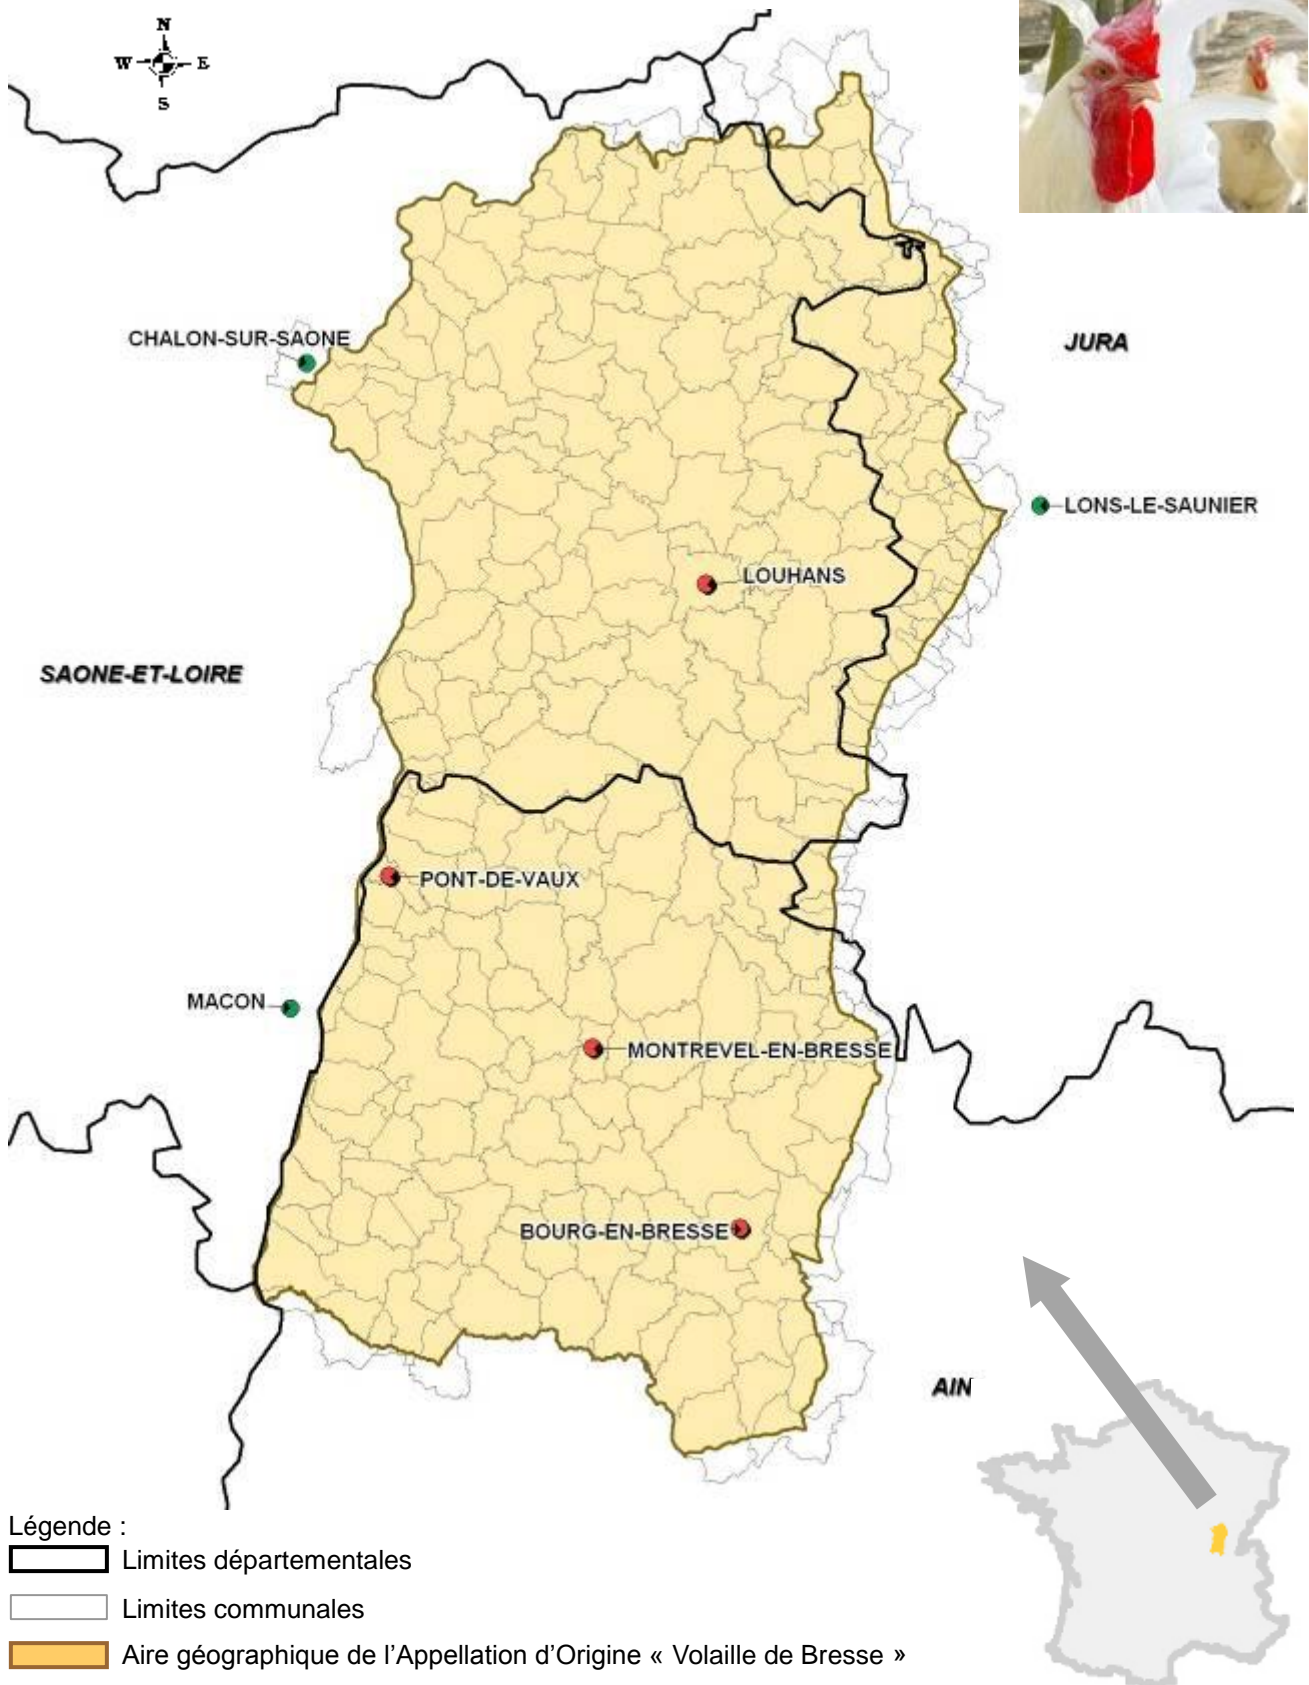 N
W E
S
CHALON-SUR-SAONE
JURA
LONS-LE-SAUNIER
LOUHANS
SAONE-ET-LOIRE
PONT-DE-VAUX
MACON
MONTREVEL-EN-BRESSE
BOURG-EN-BRESSE
AIN
Légende :
Limites départementales
Limites communales
Aire géographique de l’Appellation d’Origine « Volaille de Bresse »